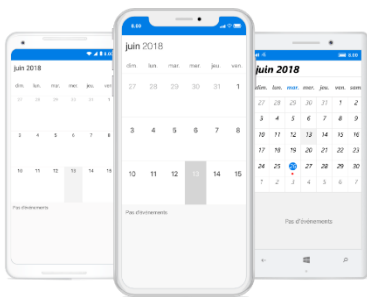 juin 2018
dim. lun. mar. mer. jeu.
27 28 29 30 31
3 4 5 6 7 8
10 11 12 13 14 15
Pas d'événements
6:00
juin 2018
dim. lun. mar. mer. jeu. ven.
27 28 29 30 31 1
3 4 5 6 7 8
10 11 12 13 14 15
Pas d'événements
6:00
juin 2018
dim. lun. mar. mer. jeu. ven. sam
27 28 29 30 31 1 2
3 4 5 6 7 8 9
10 11 12 13 14 15 16
17 18 19 20 21 22 23
24 25 26 27 28 29 30
1 2 3 4 5 6 7
Pas d'événements